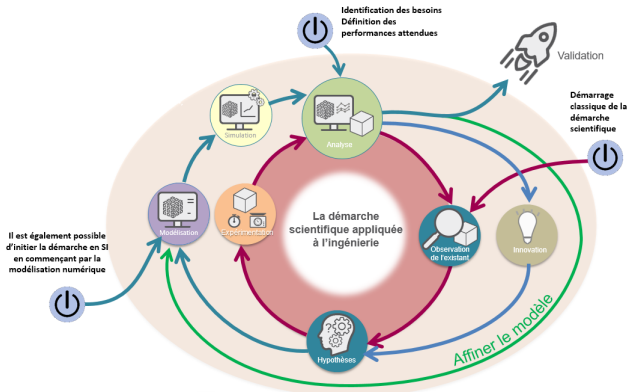 Identification des besoins
Définition des
performances attendues
Validation
Démarrage
classique de la
démarche
scientifique
Simulation
Analyse
La démarche
scientifique appliquée
à l'ingénierie
Modélisation
Expérimentation
Observation
de l'existant
Innovation
Il est également possible
d'initier la démarche en SI
en commençant par la
modélisation numérique
Hypothèses
Affiner le modèle